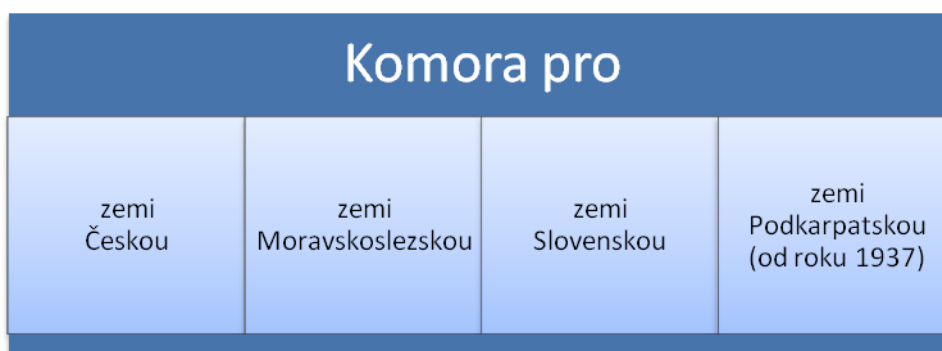 Komora pro
zemi
Českou
zemi
Moravskoslezskou
zemi
Slovenskou
zemi
Podkarpatskou
(od roku 1937)